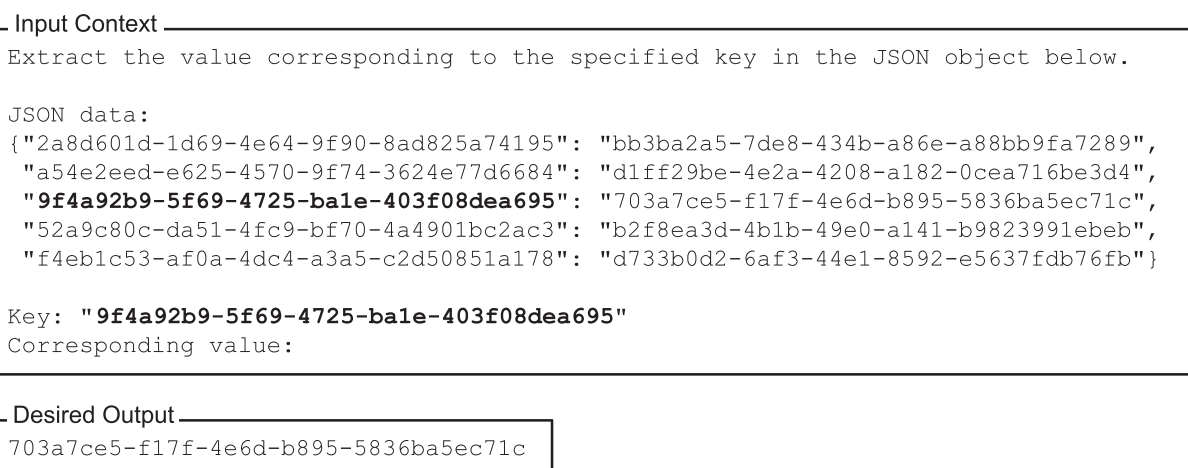 Input Context
Extract the value corresponding to the specified key in the JSON object below.
JSON data:
{"2a8d601d-1d69-4e64-9f90-8ad825a74195": "bb3ba2a5-7de8-434b-a86e-a88bb9fa7289",
"a54e2eed-e625-4570-9f74-3624e77d6684": "d1ff29be-4e2a-4208-a182-0cea716be3d4",
"9f4a92b9-5f69-4725-ba1e-403f08dea695": "703a7ce5-f17f-4e6d-b895-5836ba5ec71c",
"52a9c80c-da51-4fc9-bf70-4a4901bc2ac3": "b2f8ea3d-4b1b-49e0-a141-b9823991ebeb",
"f4eb1c53-af0a-4dc4-a3a5-c2d50851a178": "d733b0d2-6af3-44e1-8592-e5637fdb76fb"}
Key: "9f4a92b9-5f69-4725-ba1e-403f08dea695"
Corresponding value:
Desired Output
703a7ce5-f17f-4e6d-b895-5836ba5ec71c